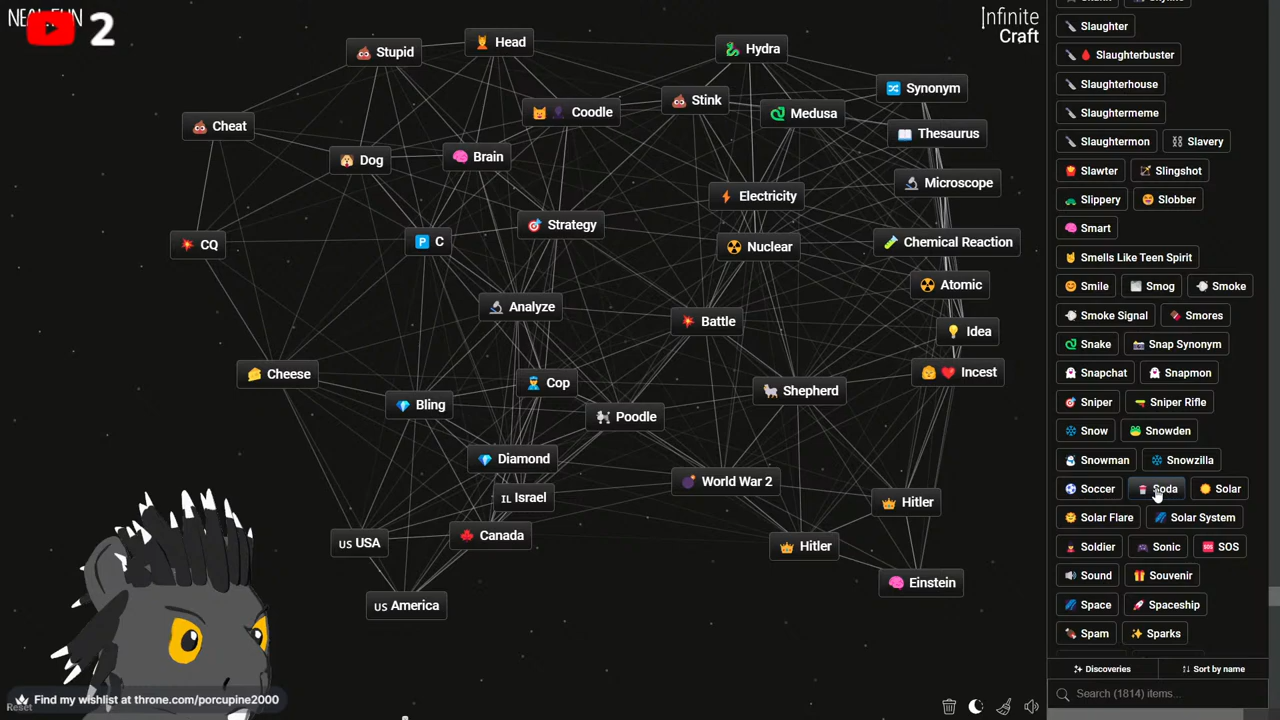 NEAL.FUN
2
Infinite
Craft
Stupid
Head
Hydra
Synonym
Coodle
Stink
Medusa
Cheat
Thesaurus
Dog
Brain
Microscope
Electricity
Strategy
CQ
P C
Nuclear
Chemical Reaction
Atomic
Analyze
Battle
Idea
Cheese
Cop
Incest
Shepherd
Bling
Poodle
Diamond
World War 2
IL Israel
Hitler
US USA
Canada
Hitler
Einstein
US America
Find my wishlist at throne.com/porcupine2000
Reset
Slaughter
Slaughterbuster
Slaughterhouse
Slaughtermeme
Slaughtermon Slavery
Slawter Slingshot
Slippery Slobber
Smart
Smells Like Teen Spirit
Smile Smog Smoke
Smoke Signal Smores
Snake Snap Synonym
Snapchat Snapmon
Sniper Sniper Rifle
Snow Snowden
Snowman Snowzilla
Soccer Soda Solar
Solar Flare Solar System
Soldier Sonic SOS SOS
Sound Souvenir
Space Spaceship
Spam Sparks
Discoveries Sort by name
Search (1814) items...